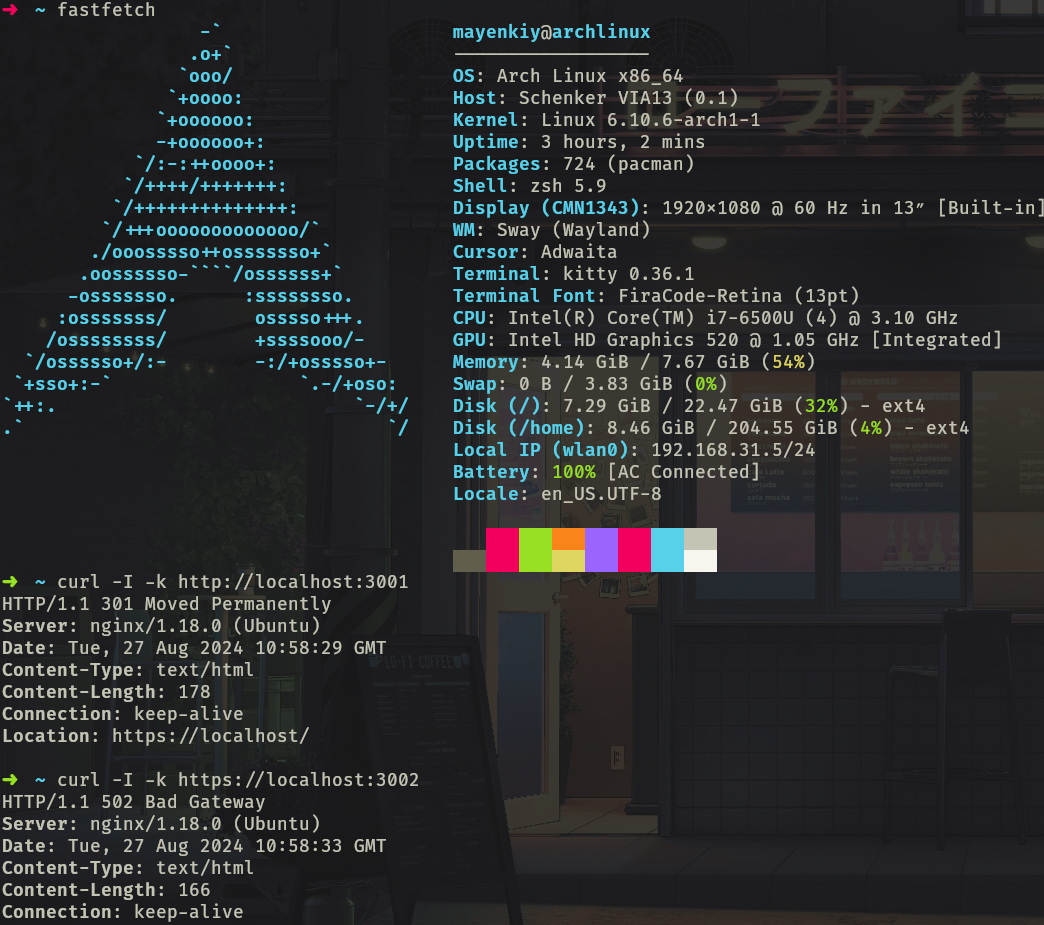 ➜ ~ fastfetch
mayenkiy@archlinux
OS: Arch Linux x86_64
Host: Schenker VIA13 (0.1)
Kernel: Linux 6.10.6-arch1-1
Uptime: 3 hours, 2 mins
Packages: 724 (pacman)
Shell: zsh 5.9
Display (CMN1343): 1920×1080 @ 60 Hz in 13″ [Built-in]
WM: Sway (Wayland)
Cursor: Adwaita
Terminal: kitty 0.36.1
Terminal Font: FiraCode-Retina (13pt)
CPU: Intel(R) Core(TM) i7-6500U (4) @ 3.10 GHz
GPU: Intel HD Graphics 520 @ 1.05 GHz [Integrated]
Memory: 4.14 GiB / 7.67 GiB (54%)
Swap: 0 B / 3.83 GiB (0%)
Disk (/): 7.29 GiB / 22.47 GiB (32%) - ext4
Disk (/home): 8.46 GiB / 204.55 GiB (4%) - ext4
Local IP (wlan0): 192.168.31.5/24
Battery: 100% [AC Connected]
Locale: en_US.UTF-8
➜ ~ curl -I -k http://localhost:3001
HTTP/1.1 301 Moved Permanently
Server: nginx/1.18.0 (Ubuntu)
Date: Tue, 27 Aug 2024 10:58:29 GMT
Content-Type: text/html
Content-Length: 178
Connection: keep-alive
Location: https://localhost/
➜ ~ curl -I -k https://localhost:3002
HTTP/1.1 502 Bad Gateway
Server: nginx/1.18.0 (Ubuntu)
Date: Tue, 27 Aug 2024 10:58:33 GMT
Content-Type: text/html
Content-Length: 166
Connection: keep-alive
LO-FI COFFEE